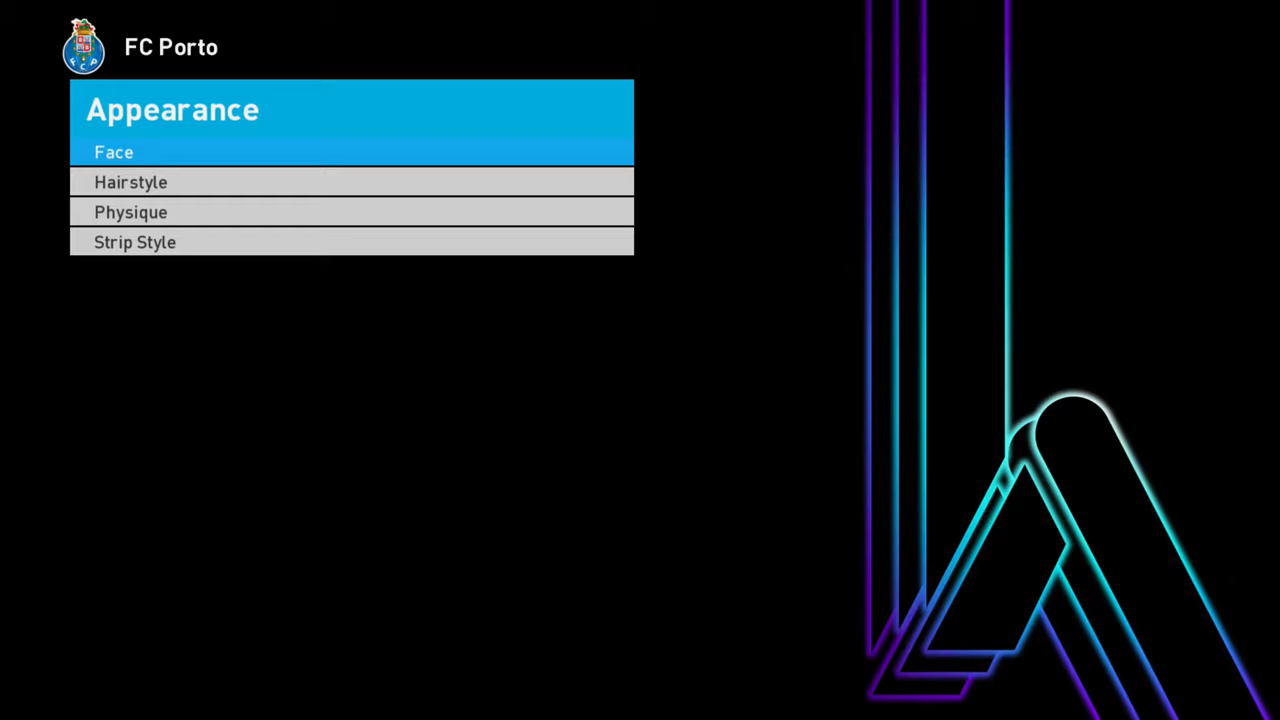 FC Porto
Appearance
Face
Hairstyle
Physique
Strip Style
F C P